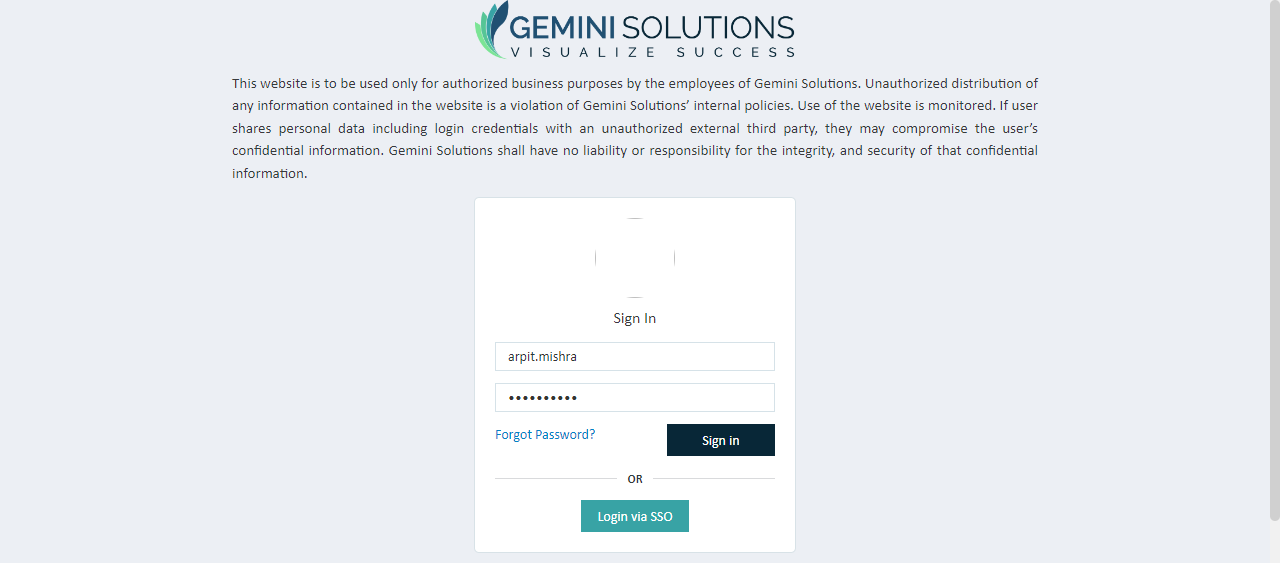 GEMINI SOLUTIONS
VISUALIZE SUCCESS
This website is to be used only for authorized business purposes by the employees of Gemini Solutions. Unauthorized distribution of
any information contained in the website is a violation of Gemini Solutions’ internal policies. Use of the website is monitored. If user
shares personal data including login credentials with an unauthorized external third party, they may compromise the user’s
confidential information. Gemini Solutions shall have no liability or responsibility for the integrity, and security of that confidential
information.
Sign In
arpit.mishra
••••••••••
Forgot Password?
Sign in
OR
Login via SSO